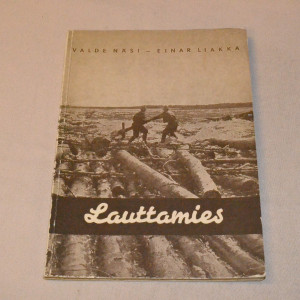 VALDE NÄSI – EINAR LIAKKA
Lauttamies